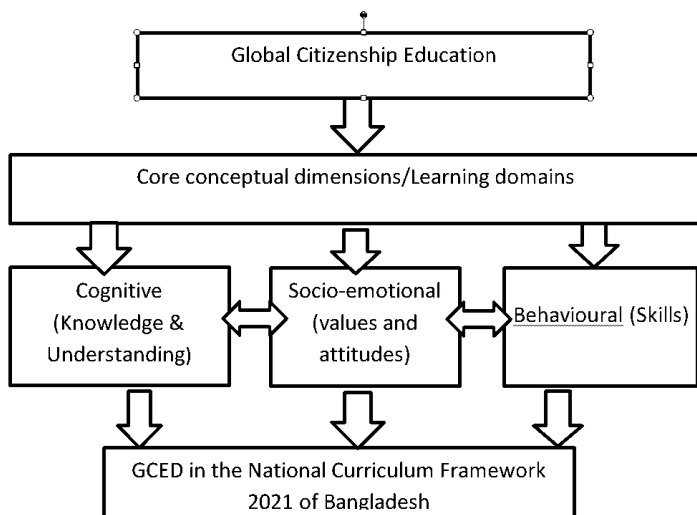 Global Citizenship Education
Core conceptual dimensions/Learning domains
Cognitive
(Knowledge &
Understanding)
Socio-emotional
(values and
attitudes)
Behavioural (Skills)
GCED in the National Curriculum Framework
2021 of Bangladesh